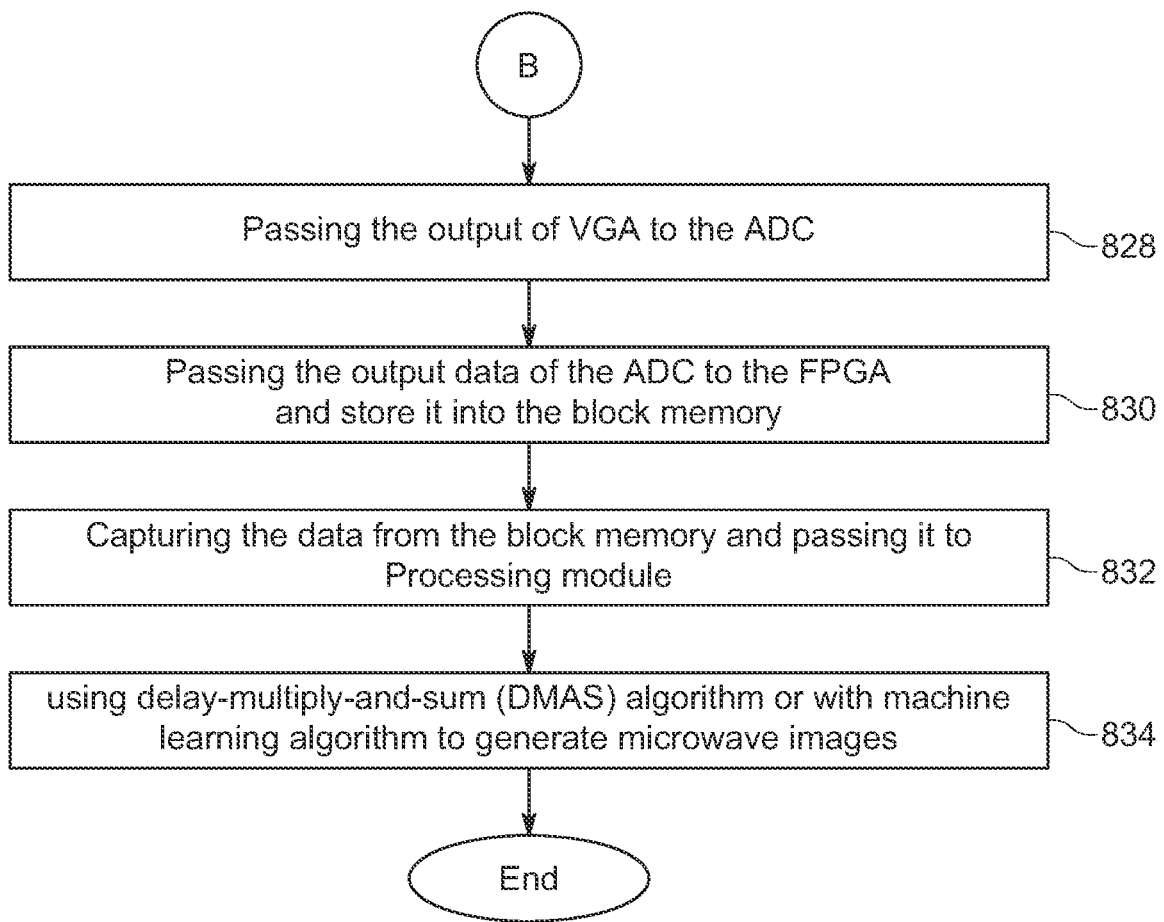 B
Passing the output of VGA to the ADC
828
Passing the output data of the ADC to the FPGA
and store it into the block memory
830
Capturing the data from the block memory and passing it to
Processing module
832
using delay-multiply-and-sum (DMAS) algorithm or with machine
learning algorithm to generate microwave images
834
End